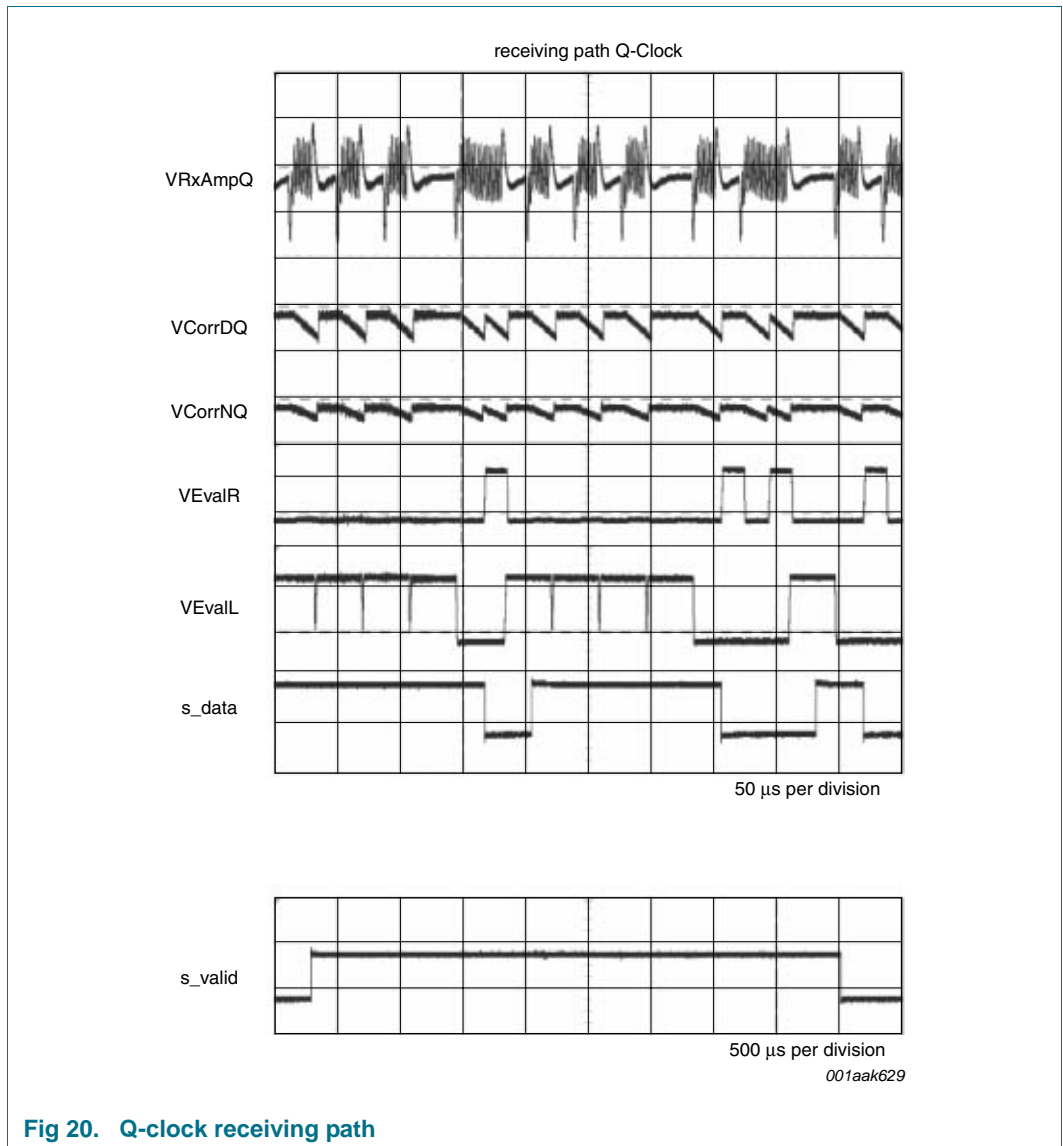 receiving path Q-Clock
VRxAmpQ
VCorrDQ
VCorrNQ
VEvalR
VEvalL
s_data
50 μs per division
s_valid
500 μs per division
001aak629
Fig 20. Q-clock receiving path